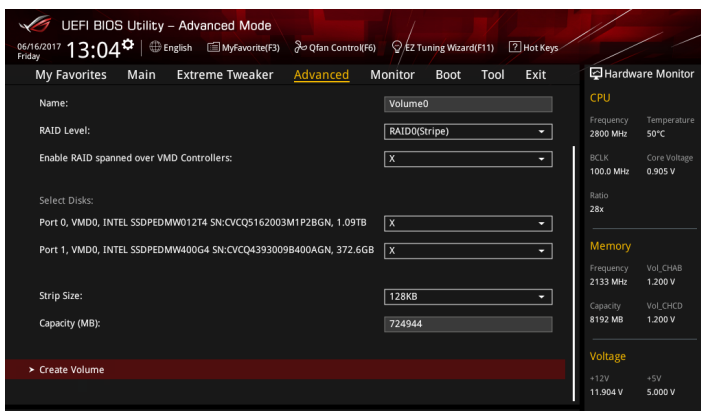 UEFI BIOS Utility – Advanced Mode
06/16/2017 Friday 13:04 English MyFavorite(F3) Qfan Control(F6) EZ Tuning Wizard(F11) ? Hot Keys
My Favorites Main Extreme Tweaker Advanced Monitor Boot Tool Exit
Name: Volume0
RAID Level: RAID0(Stripe)
Enable RAID spanned over VMD Controllers: X
Select Disks:
Port 0, VMD0, INTEL SSDPEDMW012T4 SN:CVCQ5162003M1P2BGN, 1.09TB X
Port 1, VMD0, INTEL SSDPEDMW400G4 SN:CVCQ4393009B400AGN, 372.6GB X
Strip Size: 128KB
Capacity (MB): 724944
> Create Volume
Hardware Monitor
CPU
Frequency Temperature
2800 MHz 50°C
BCLK Core Voltage
100.0 MHz 0.905 V
Ratio
28x
Memory
Frequency Vol_CHAB
2133 MHz 1.200 V
Capacity Vol_CHCD
8192 MB 1.200 V
Voltage
+12V +5V
11.904 V 5.000 V